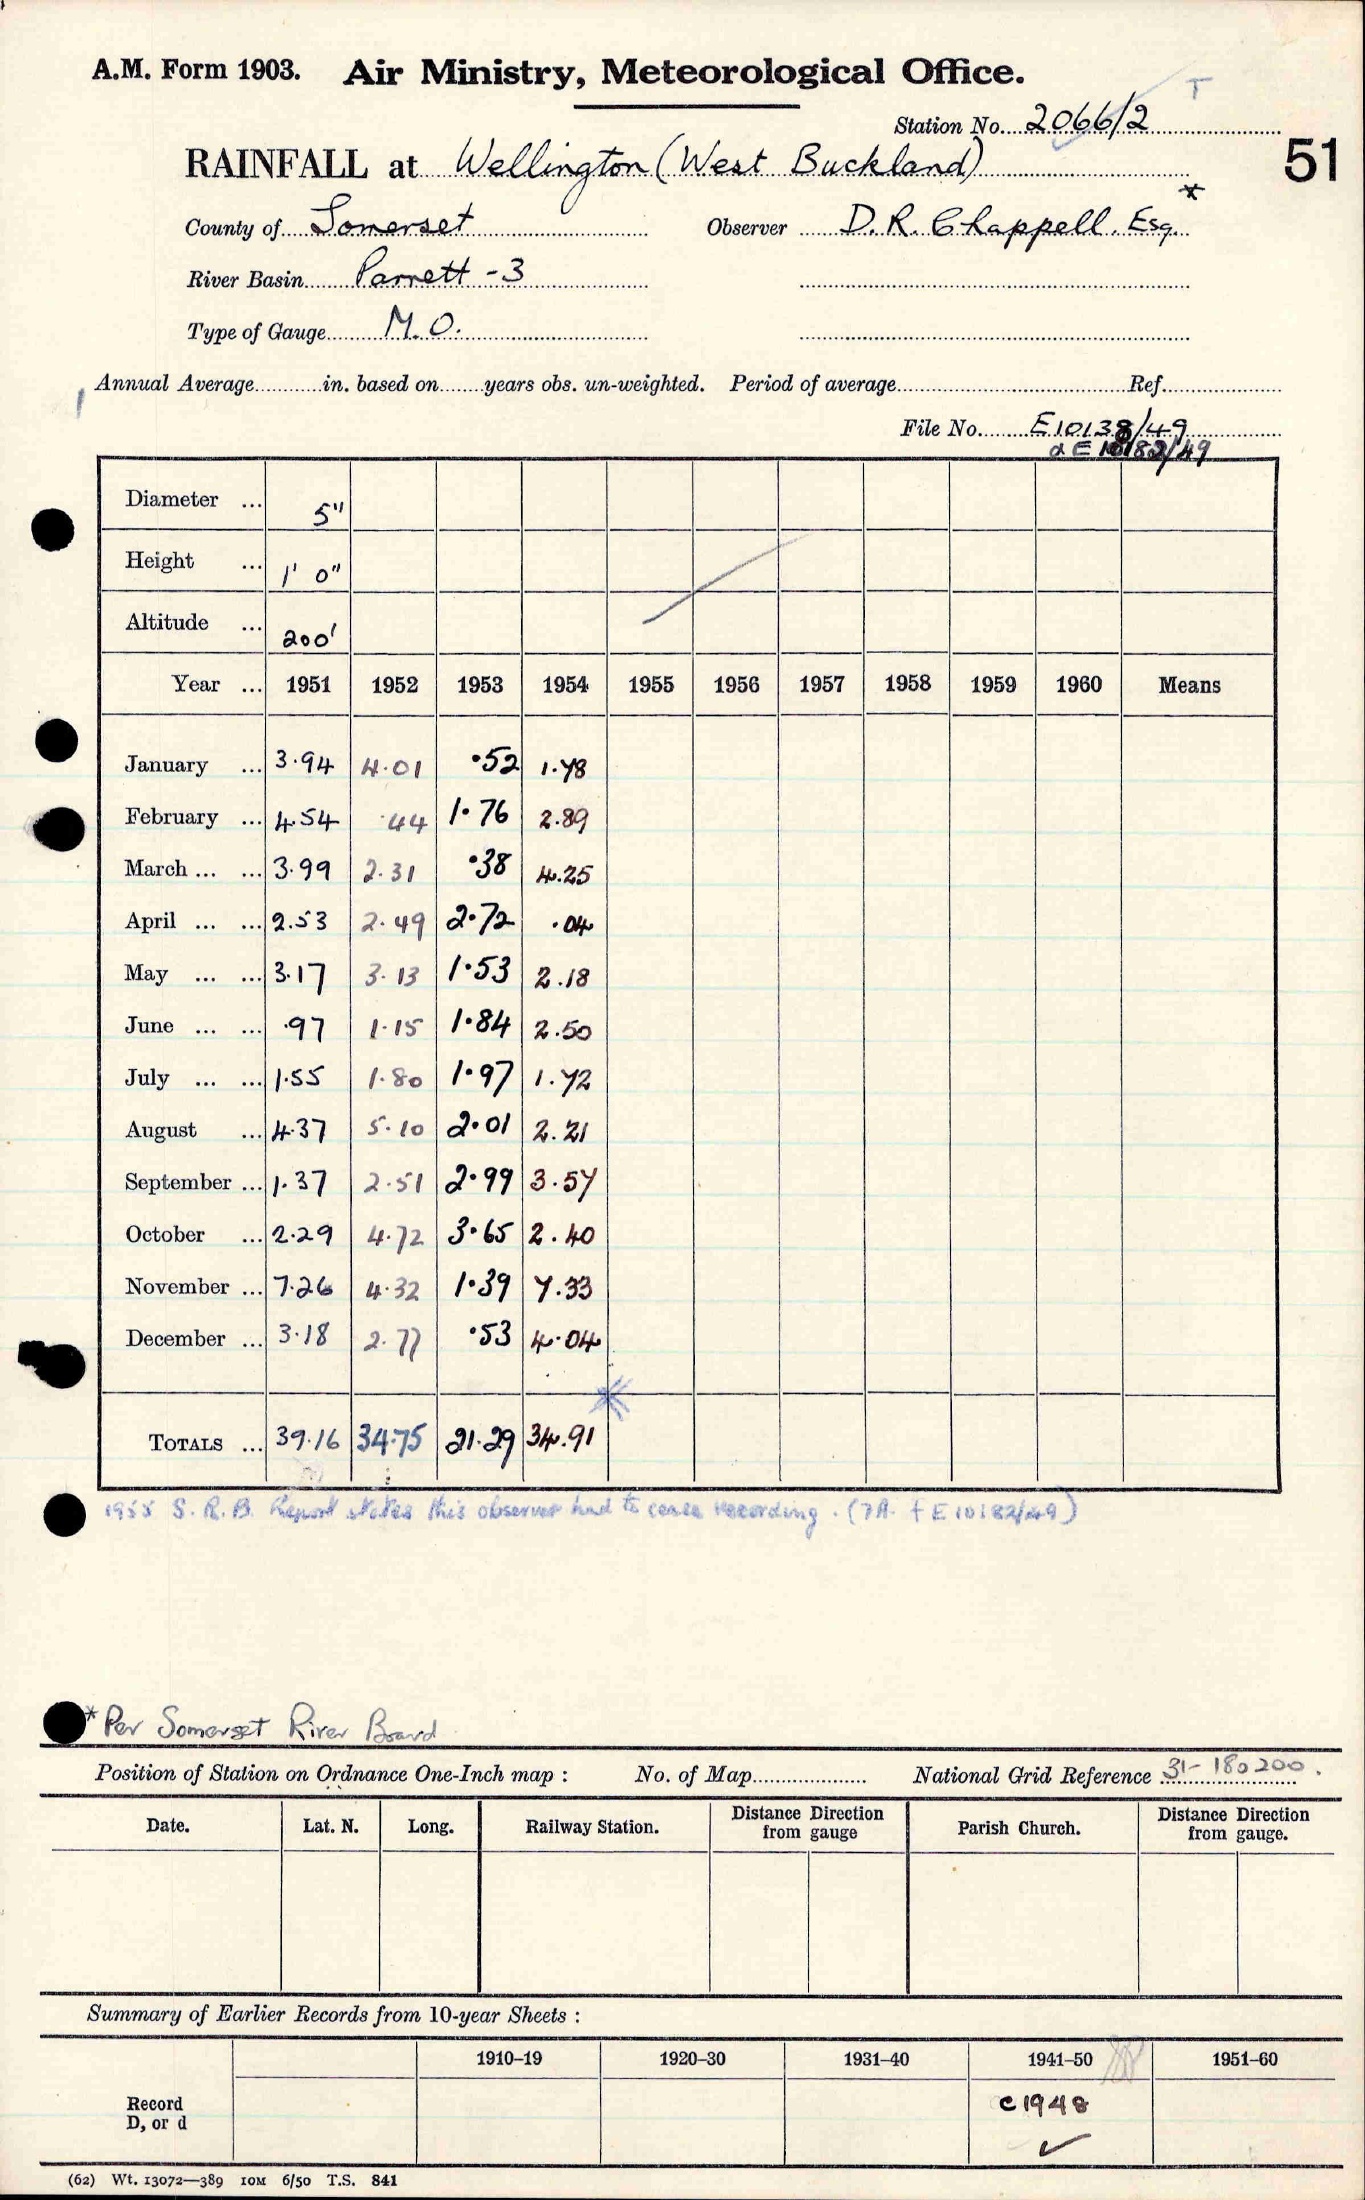 A.M. Form 1903. Air Ministry, Meteorological Office.
T
Station No. 2066/2
RAINFALL at Wellington (West Buckland)
51
County of Somerset Observer D. R. Chappell. Esq. *
River Basin Parrett - 3
Type of Gauge M.O.
Annual Average in. based on years obs. un-weighted. Period of average Ref.
File No. E10138/49
& E 10182/49
Diameter ... 5"
Height ... 1' 0"
Altitude ... 200'
Year ... 1951 1952 1953 1954 1955 1956 1957 1958 1959 1960 Means
January ... 3.94 4.01 .52 1.78
February ... 4.54 .44 1.76 2.89
March ... ... 3.99 2.31 .38 4.25
April ... ... 2.53 2.49 2.72 .04
May ... ... 3.17 3.13 1.53 2.18
June ... ... .97 1.15 1.84 2.50
July ... ... 1.55 1.80 1.97 1.72
August ... 4.37 5.10 2.01 2.21
September ... 1.37 2.51 2.99 3.57
October ... 2.29 4.72 3.65 2.40
November ... 7.26 4.32 1.39 7.33
December ... 3.18 2.77 .53 4.04
TOTALS ... 39.16 34.75 21.29 34.91
1955 S.R.B. Report states this observer had to cease recording. (7A. f E10182/49)
* Per Somerset River Board
Position of Station on Ordnance One-Inch map : No. of Map National Grid Reference 31- 180200.
Date. Lat. N. Long. Railway Station. Distance Direction from gauge Parish Church. Distance Direction from gauge.
Summary of Earlier Records from 10-year Sheets :
1910–19 1920–30 1931–40 1941–50 1951–60
Record
D, or d
c1948
(62) Wt. 13072—389 10M 6/50 T.S. 841